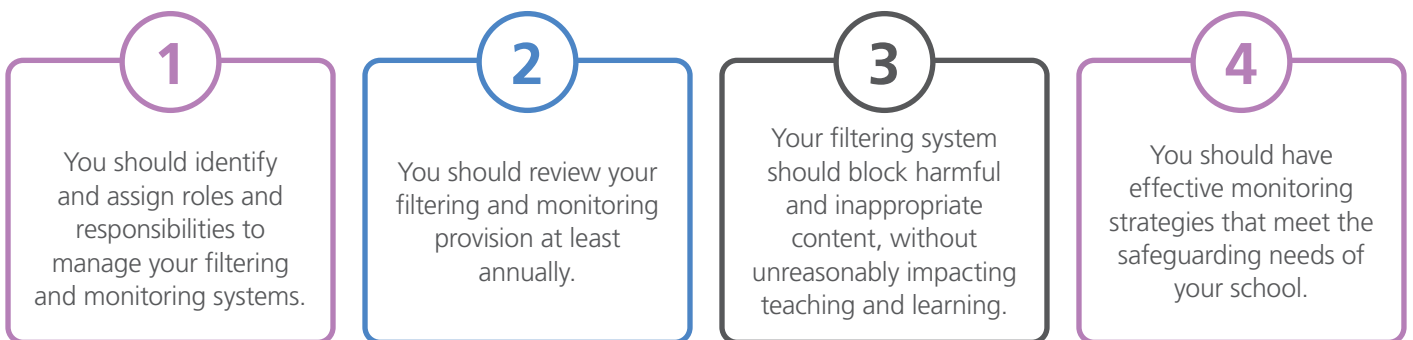 1
You should identify
and assign roles and
responsibilities to
manage your filtering
and monitoring systems.
2
You should review your
filtering and monitoring
provision at least
annually.
3
Your filtering system
should block harmful
and inappropriate
content, without
unreasonably impacting
teaching and learning.
4
You should have
effective monitoring
strategies that meet the
safeguarding needs of
your school.